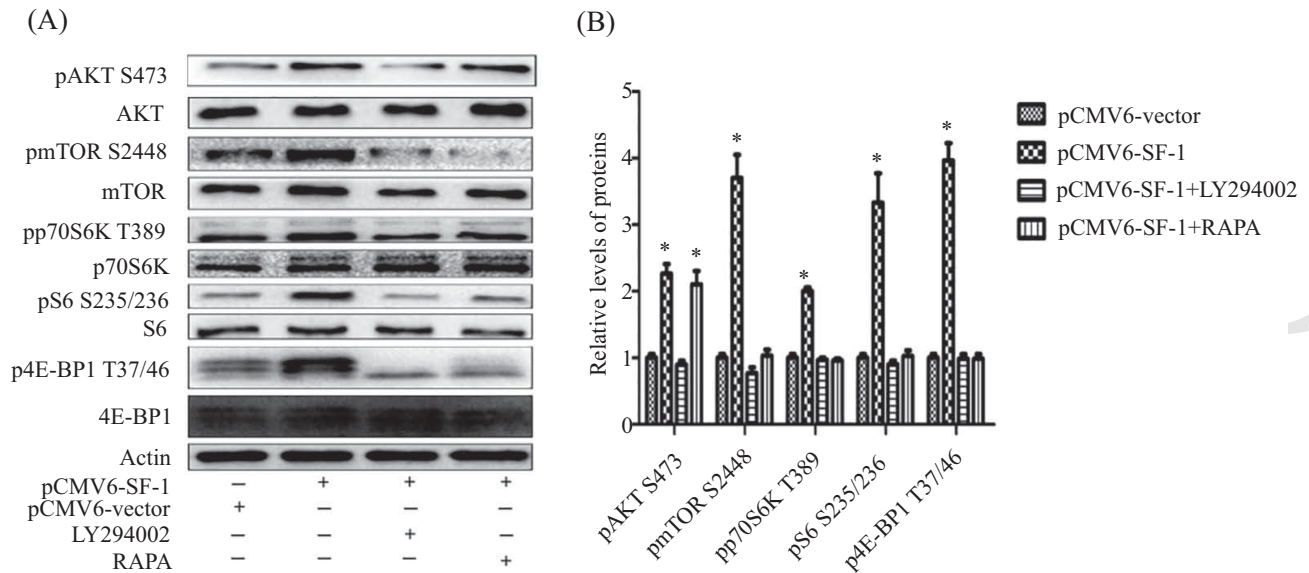 (A)
pAKT S473
AKT
pmTOR S2448
mTOR
pp70S6K T389
p70S6K
pS6 S235/236
S6
p4E-BP1 T37/46
4E-BP1
Actin
pCMV6-SF-1 – + + +
pCMV6-vector + – – –
LY294002 – – + –
RAPA – – – +
(B)
Relative levels of proteins
5
4
3
2
1
0
* * * * * *
pAKT S473
pmTOR S2448
pp70S6K T389
pS6 S235/236
p4E-BP1 T37/46
pCMV6-vector
pCMV6-SF-1
pCMV6-SF-1+LY294002
pCMV6-SF-1+RAPA